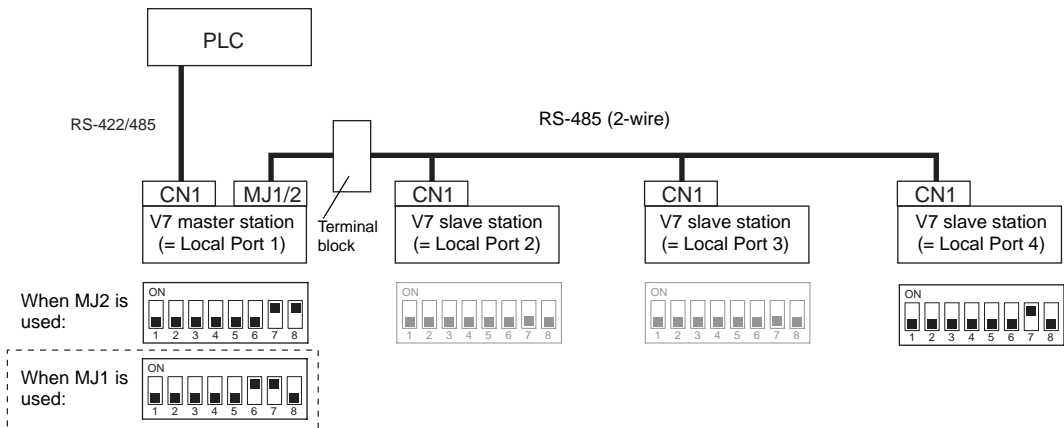 PLC
RS-422/485
RS-485 (2-wire)
CN1
MJ1/2
V7 master station
(= Local Port 1)
Terminal
block
CN1
V7 slave station
(= Local Port 2)
CN1
V7 slave station
(= Local Port 3)
CN1
V7 slave station
(= Local Port 4)
When MJ2 is
used:
ON
1 2 3 4 5 6 7 8
ON
1 2 3 4 5 6 7 8
ON
1 2 3 4 5 6 7 8
ON
1 2 3 4 5 6 7 8
When MJ1 is
used:
ON
1 2 3 4 5 6 7 8